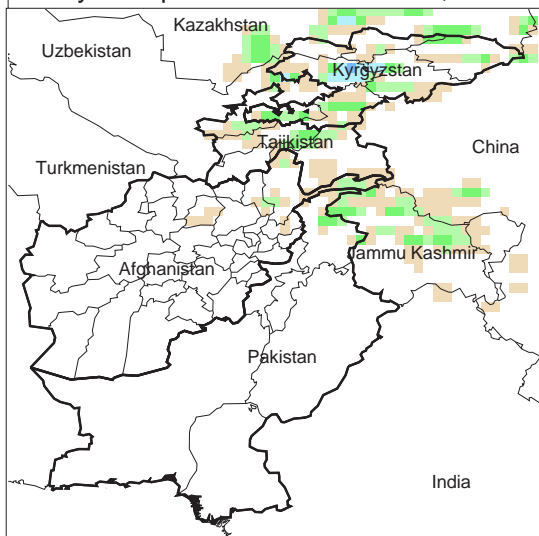 Kazakhstan
Uzbekistan
Kyrgyzstan
Tajikistan
China
Turkmenistan
Jammu Kashmir
Afghanistan
Pakistan
India